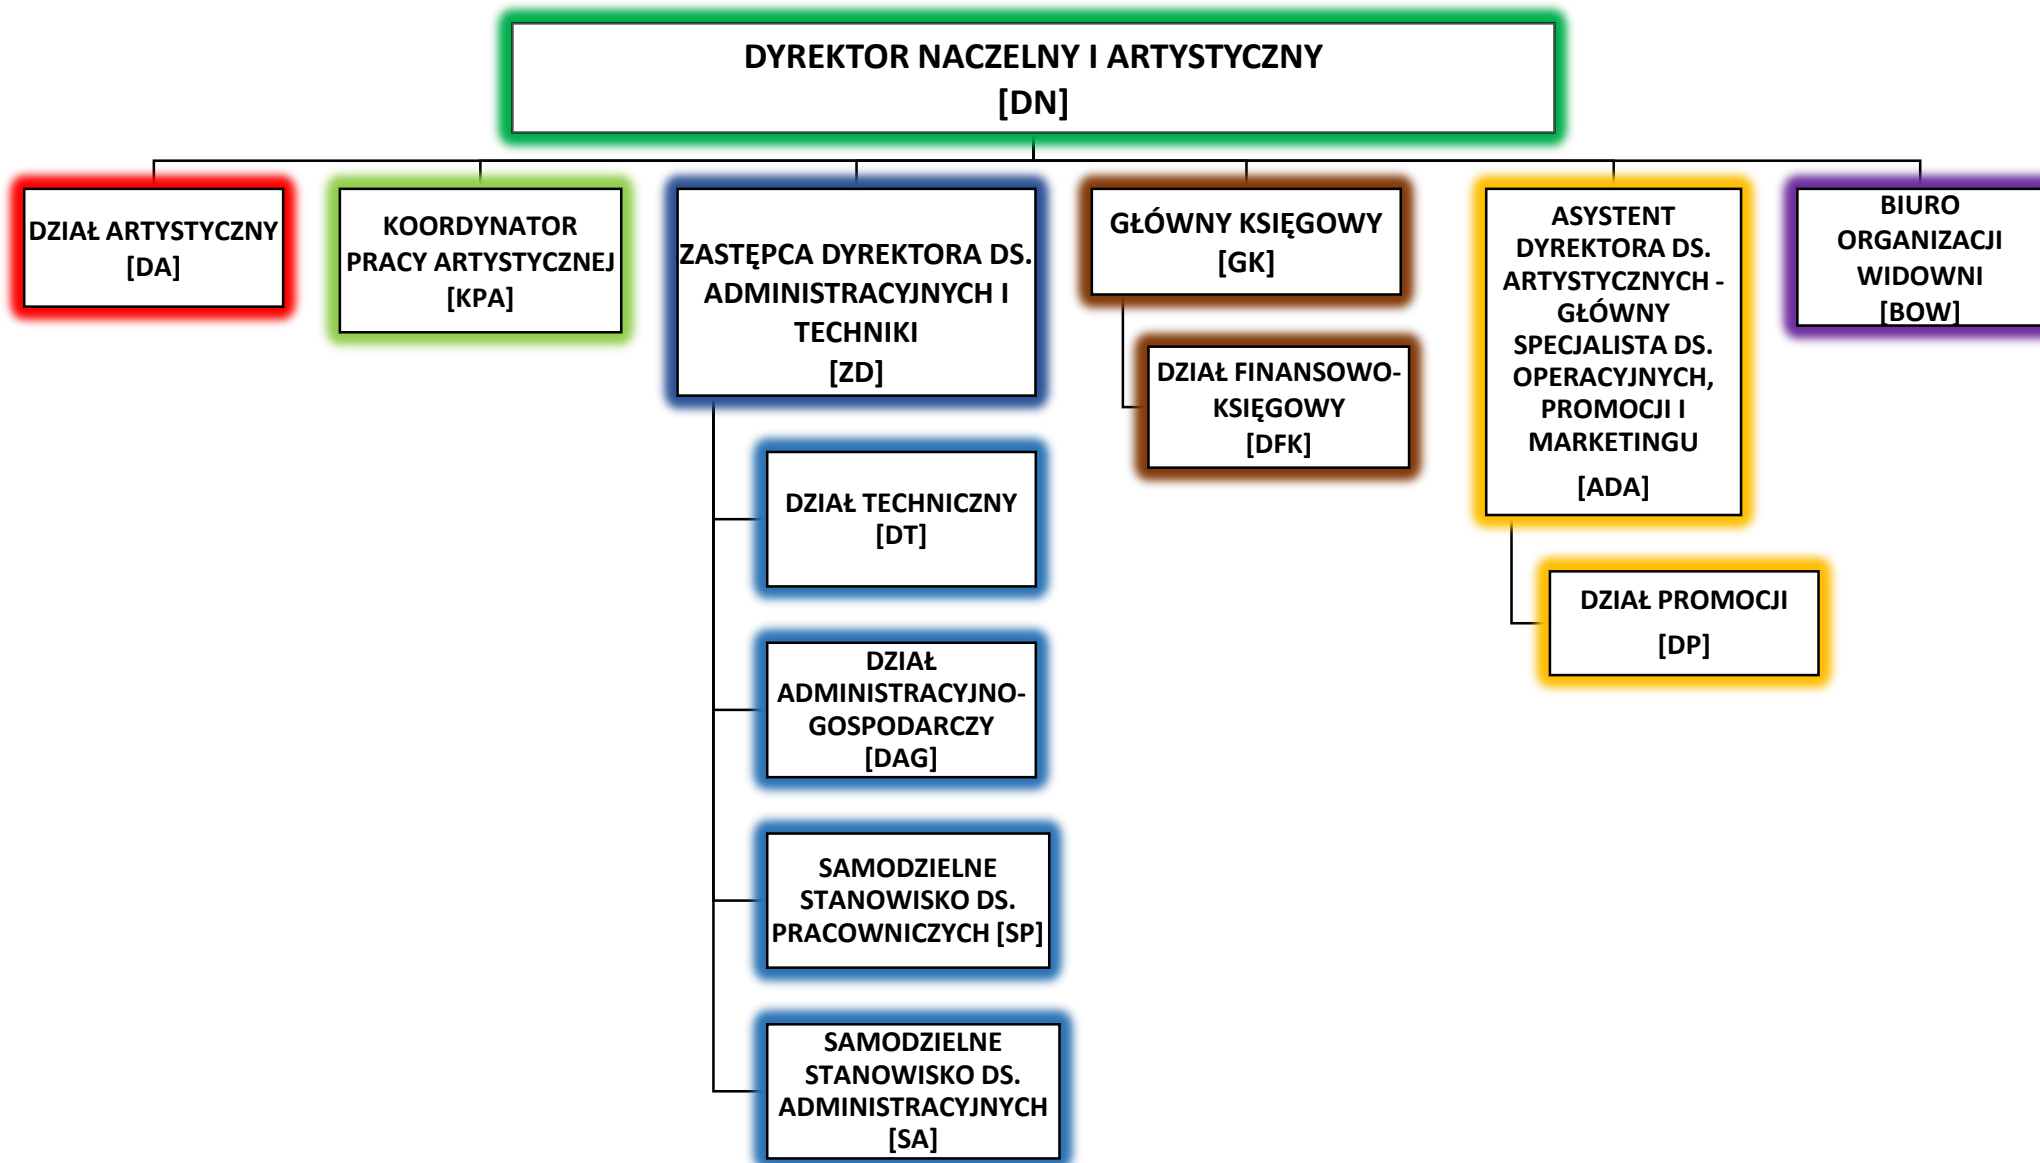 DYREKTOR NACZELNY I ARTYSTYCZNY
[DN]
DZIAŁ ARTYSTYCZNY
[DA]
KOORDYNATOR
PRACY ARTYSTYCZNEJ
[KPA]
ZASTĘPCA DYREKTORA DS.
ADMINISTRACYJNYCH I
TECHNIKI
[ZD]
GŁÓWNY KSIĘGOWY
[GK]
ASYSTENT
DYREKTORA DS.
ARTYSTYCZNYCH -
GŁÓWNY
SPECJALISTA DS.
OPERACYJNYCH,
PROMOCJI I
MARKETINGU
[ADA]
BIURO
ORGANIZACJI
WIDOWNI
[BOW]
DZIAŁ TECHNICZNY
[DT]
DZIAŁ
ADMINISTRACYJNO-
GOSPODARCZY
[DAG]
SAMODZIELNE
STANOWISKO DS.
PRACOWNICZYCH [SP]
SAMODZIELNE
STANOWISKO DS.
ADMINISTRACYJNYCH
[SA]
DZIAŁ FINANSOWO-
KSIĘGOWY
[DFK]
DZIAŁ PROMOCJI
[DP]